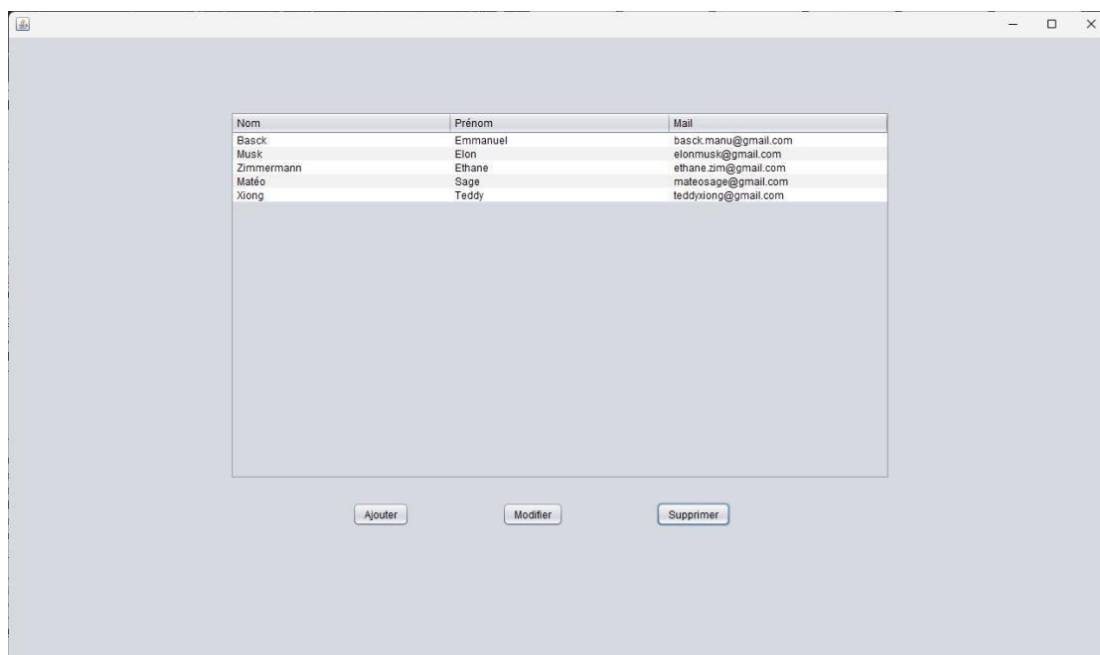 Nom Prénom Mail
Basck Emmanuel basck.manu@gmail.com
Musk Elon elonmusk@gmail.com
Zimmermann Ethane ethane.zim@gmail.com
Matéo Sage mateosage@gmail.com
Xiong Teddy teddyxiong@gmail.com
Ajouter Modifier Supprimer